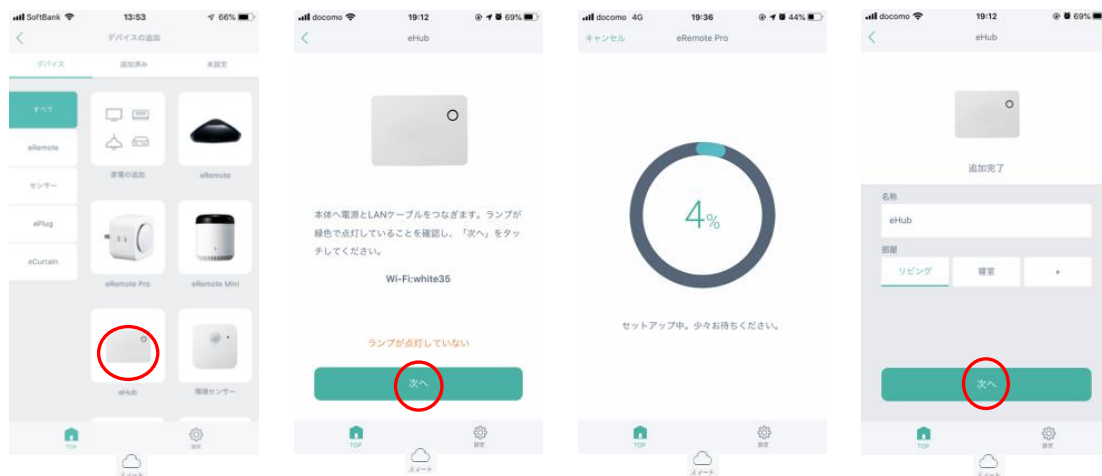 SoftBank 13:53 66%
デバイスの追加
デバイス 追加済み 未設定
すべて
eRemote
センサー
ePlug
eCurtain
家電の追加 eRemote
eRemote Pro eRemote Mini
eHub 環境センサー
TOP 設定
スマート
docomo 19:12 69%
eHub
本体へ電源とLANケーブルをつなぎます。ランプが
緑色で点灯していることを確認し、「次へ」をタッ
チしてください。
Wi-Fi:white35
ランプが点灯していない
次へ
TOP 設定
スマート
docomo 4G 19:36 44%
キャンセル eRemote Pro
4%
セットアップ中。少々お待ちください。
TOP 設定
スマート
docomo 19:12 69%
eHub
追加完了
名称
eHub
部屋
リビング 寝室 +
次へ
TOP 設定
スマート